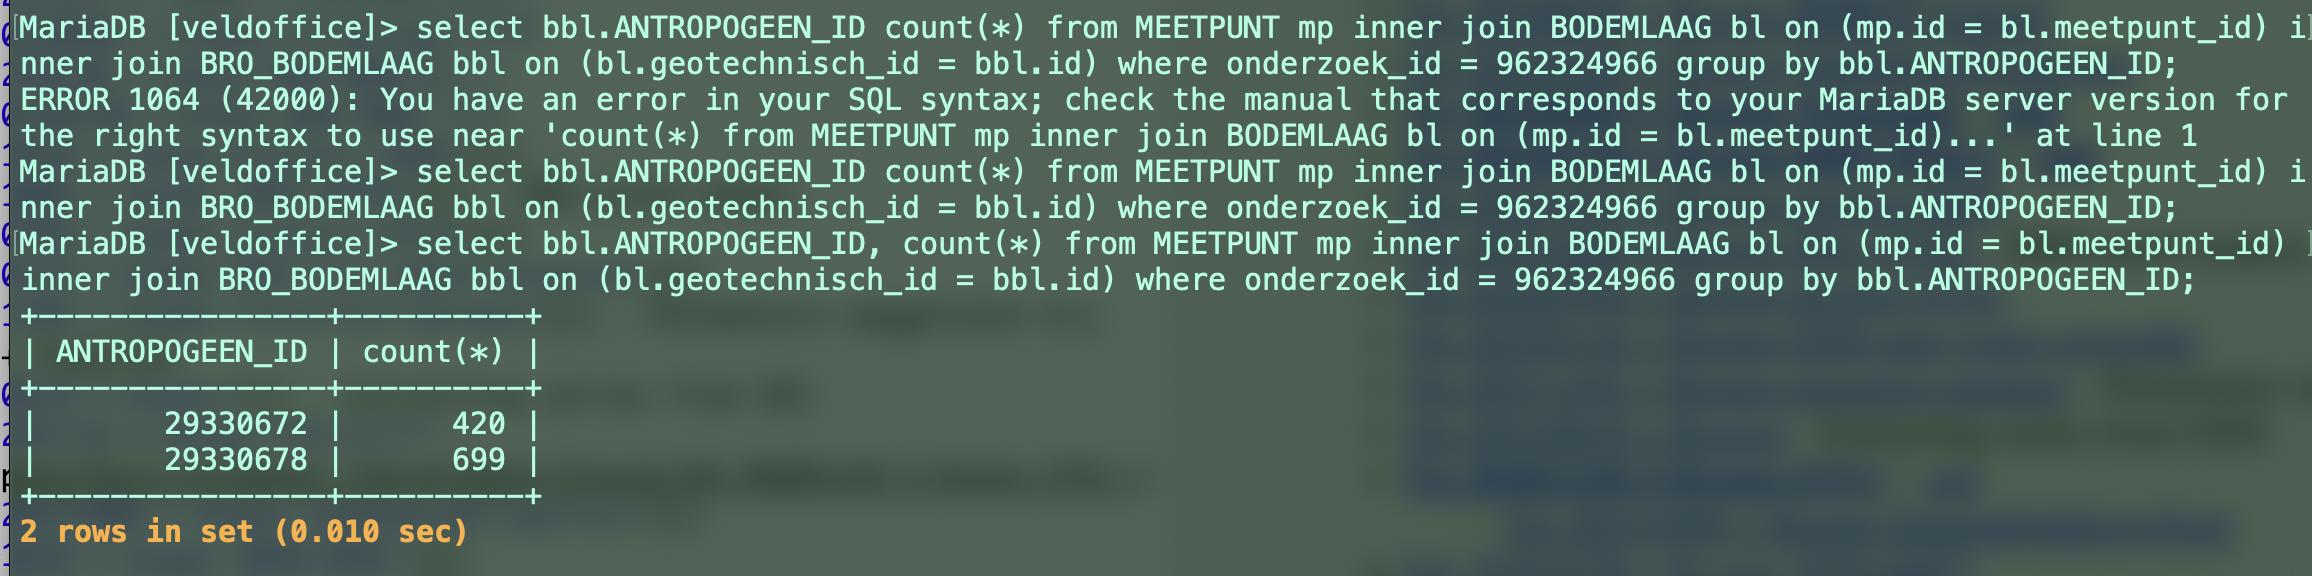 MariaDB [veldoffice]> select bbl.ANTROPOGEEN_ID count(*) from MEETPUNT mp inner join BODEMLAAG bl on (mp.id = bl.meetpunt_id) i
nner join BRO_BODEMLAAG bbl on (bl.geotechnisch_id = bbl.id) where onderzoek_id = 962324966 group by bbl.ANTROPOGEEN_ID;
ERROR 1064 (42000): You have an error in your SQL syntax; check the manual that corresponds to your MariaDB server version for
the right syntax to use near 'count(*) from MEETPUNT mp inner join BODEMLAAG bl on (mp.id = bl.meetpunt_id)...' at line 1
MariaDB [veldoffice]> select bbl.ANTROPOGEEN_ID count(*) from MEETPUNT mp inner join BODEMLAAG bl on (mp.id = bl.meetpunt_id) i
nner join BRO_BODEMLAAG bbl on (bl.geotechnisch_id = bbl.id) where onderzoek_id = 962324966 group by bbl.ANTROPOGEEN_ID;
MariaDB [veldoffice]> select bbl.ANTROPOGEEN_ID, count(*) from MEETPUNT mp inner join BODEMLAAG bl on (mp.id = bl.meetpunt_id)
inner join BRO_BODEMLAAG bbl on (bl.geotechnisch_id = bbl.id) where onderzoek_id = 962324966 group by bbl.ANTROPOGEEN_ID;
+----------------+----------+
| ANTROPOGEEN_ID | count(*) |
+----------------+----------+
|       29330672 |      420 |
|       29330678 |      699 |
+----------------+----------+
2 rows in set (0.010 sec)